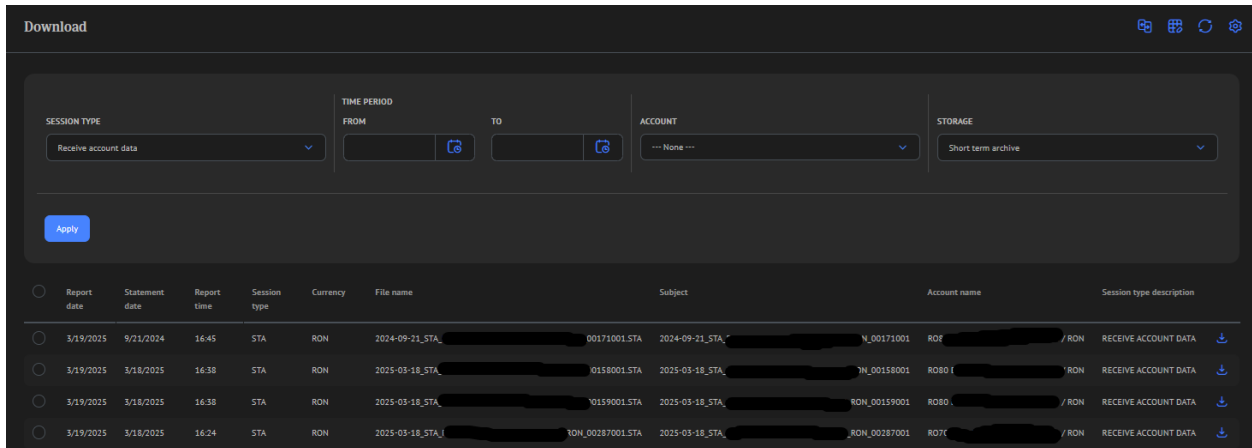 Download
TIME PERIOD
SESSION TYPE FROM TO ACCOUNT STORAGE
Receive account data --- None --- Short term archive
Apply
Report date Statement date Report time Session type Currency File name Subject Account name Session type description
3/19/2025 9/21/2024 16:45 STA RON 2024-09-21_STA_ 00171001.STA 2024-09-21_STA_ N_00171001 RO8 / RON RECEIVE ACCOUNT DATA
3/19/2025 3/18/2025 16:38 STA RON 2025-03-18_STA_ 00158001.STA 2025-03-18_STA_ ON_00158001 RO80 / RON RECEIVE ACCOUNT DATA
3/19/2025 3/18/2025 16:38 STA RON 2025-03-18_STA_ 00159001.STA 2025-03-18_STA_ RON_00159001 RO80 / RON RECEIVE ACCOUNT DATA
3/19/2025 3/18/2025 16:24 STA RON 2025-03-18_STA_ RON_00287001.STA 2025-03-18_STA_ _RON_00287001 RO70 / RON RECEIVE ACCOUNT DATA